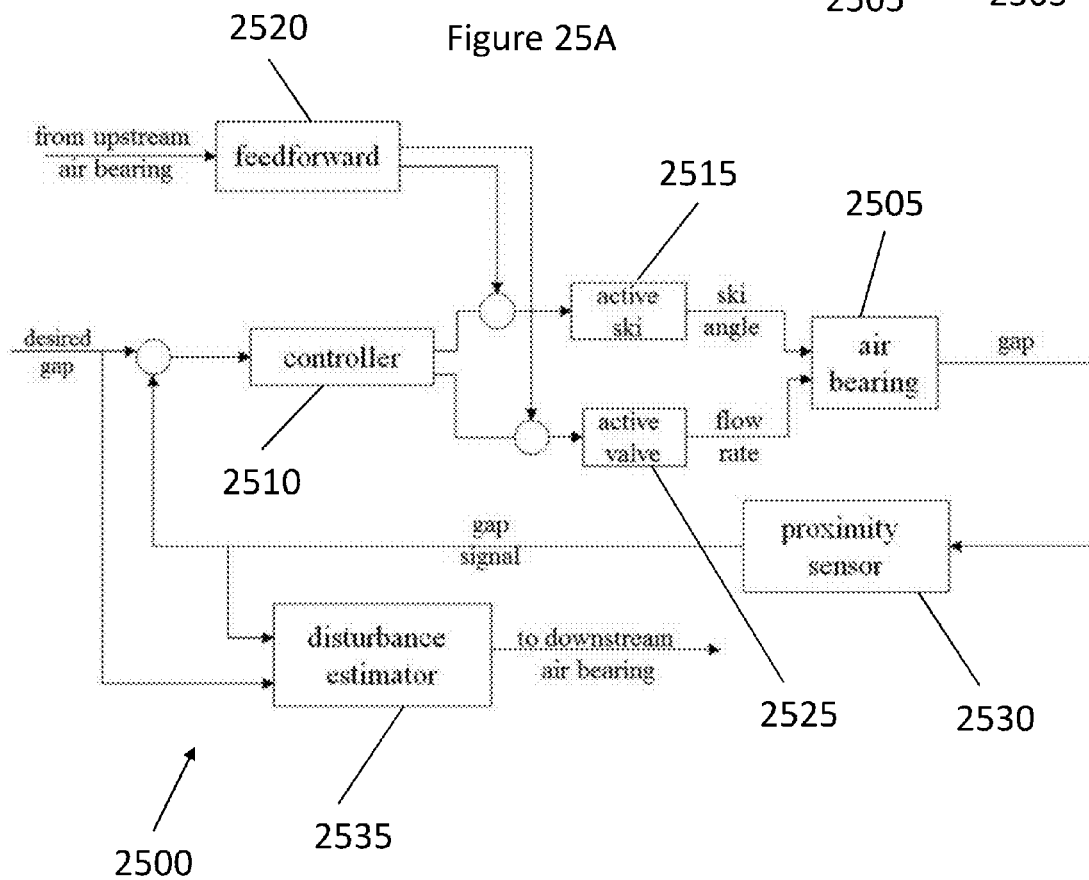 2520
Figure 25A
from upstream
air bearing
feedforward
2515
2505
active
ski
ski
angle
air
bearing
gap
desired
gap
controller
active
valve
flow
rate
2510
gap
signal
proximity
sensor
disturbance
estimator
to downstream
air bearing
2525
2530
2535
2500